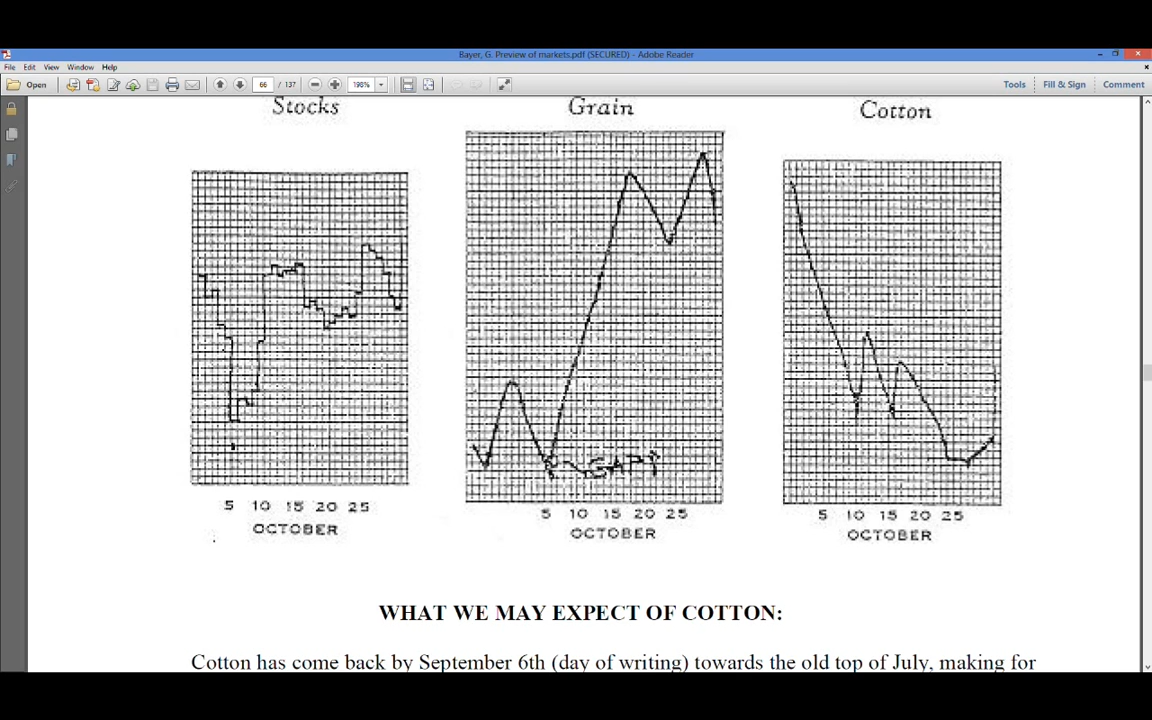 Bayer, G. Preview of markets.pdf (SECURED) - Adobe Reader
File Edit View Window Help
Open 66 / 137 198% Tools Fill & Sign Comment
Stocks Grain Cotton
GAP
5 10 15 20 25 5 10 15 20 25 5 10 15 20 25
OCTOBER OCTOBER OCTOBER
WHAT WE MAY EXPECT OF COTTON:
Cotton has come back by September 6th (day of writing) towards the old top of July, making for